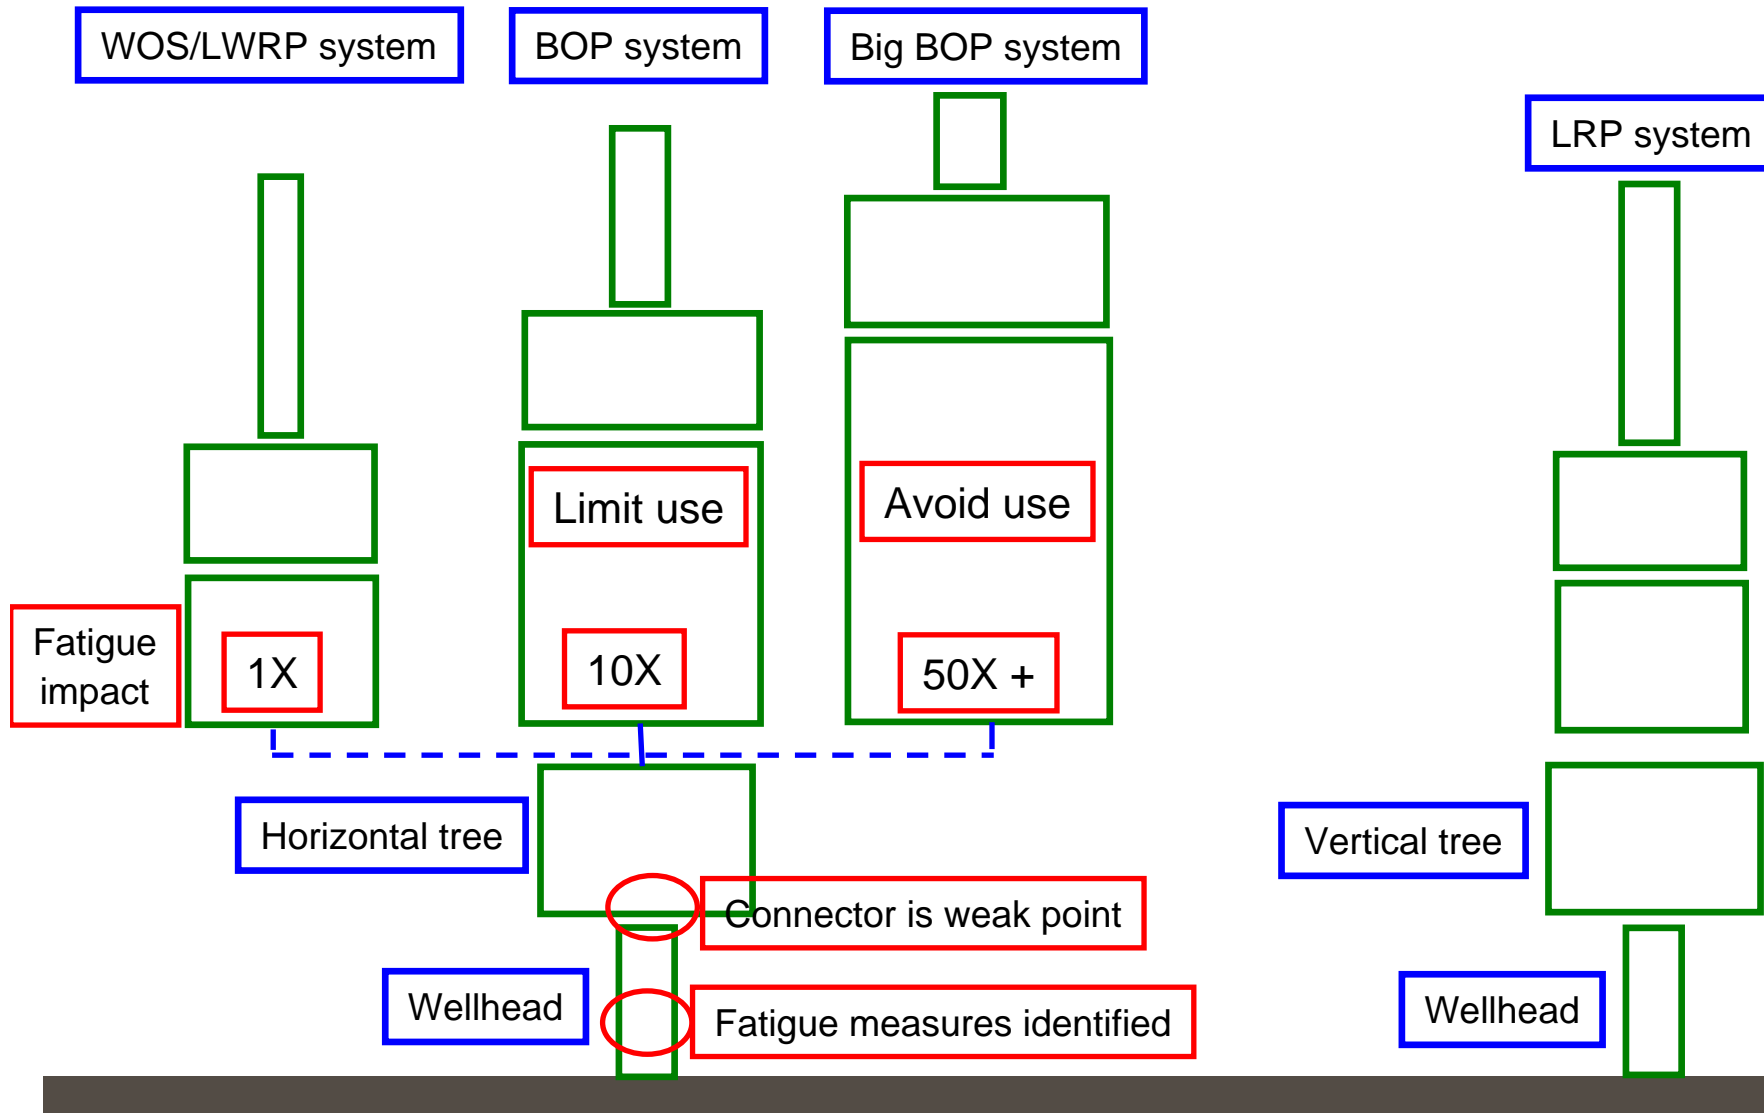 WOS/LWRP system
BOP system
Big BOP system
LRP system
Limit use
Avoid use
Fatigue
impact
1X
10X
50X +
Horizontal tree
Vertical tree
Connector is weak point
Wellhead
Fatigue measures identified
Wellhead